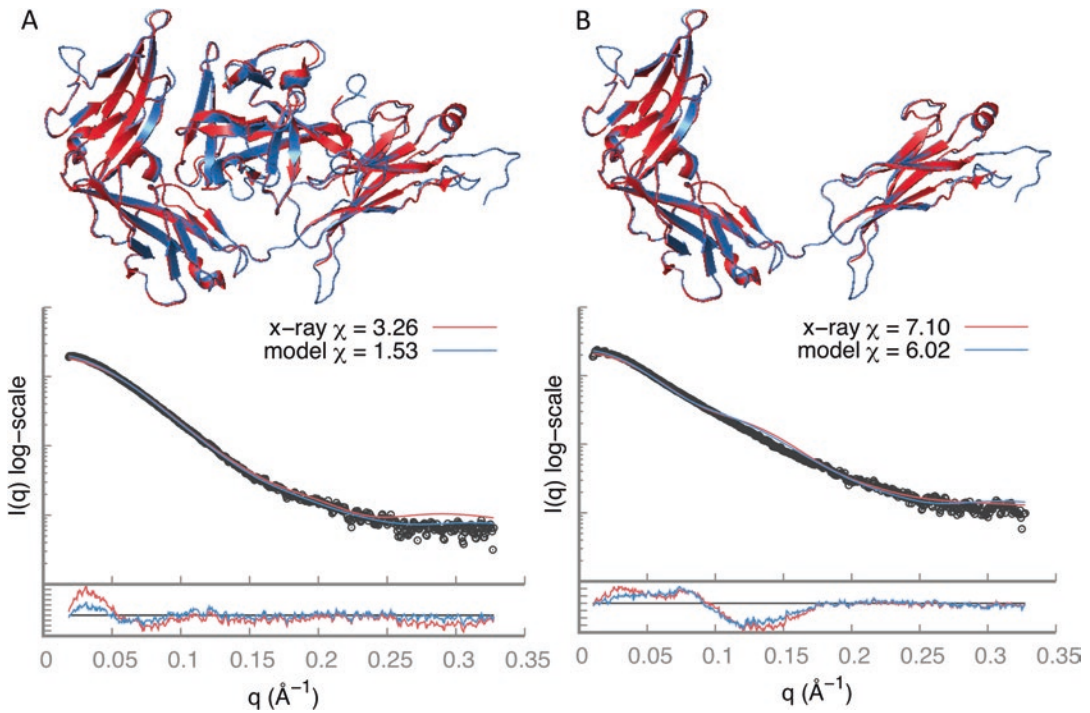 A
x-ray χ = 3.26
model χ = 1.53
I(q) log-scale
0 0.05 0.1 0.15 0.2 0.25 0.3 0.35
q (Å⁻¹)
B
x-ray χ = 7.10
model χ = 6.02
I(q) log-scale
0 0.05 0.1 0.15 0.2 0.25 0.3 0.35
q (Å⁻¹)